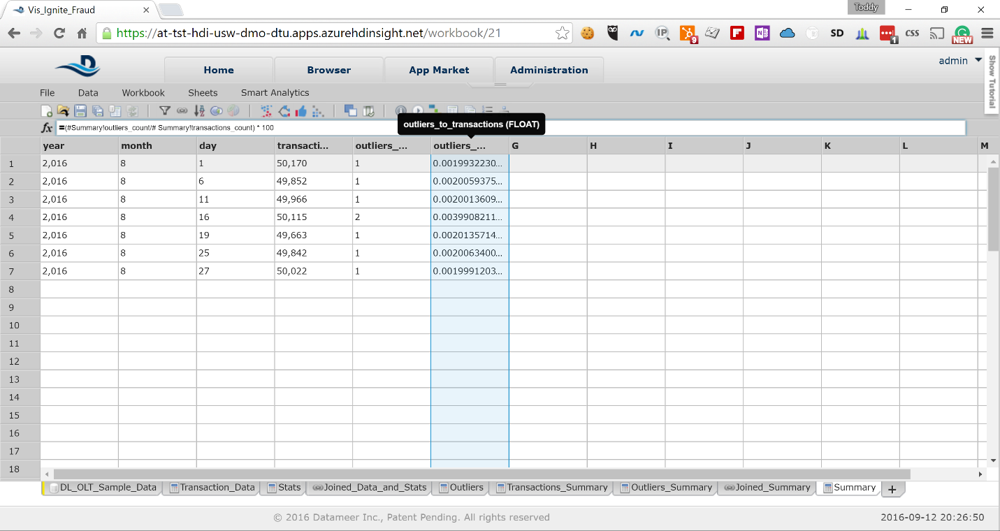 Vis_Ignite_Fraud
Toddy
https://at-tst-hdi-usw-dmo-dtu.apps.azurehdinsight.net/workbook/21
IP
9
SD
1
CSS
NEW
Home Browser App Market Administration
admin
Show Tutorial
File Data Workbook Sheets Smart Analytics
fx =(#Summary!outliers_count/# Summary!transactions_count) * 100
outliers_to_transactions (FLOAT)
year month day transacti... outliers_... outliers_... G H I J K L M
1 2,016 8 1 50,170 1 0.0019932230...
2 2,016 8 6 49,852 1 0.0020059375...
3 2,016 8 11 49,966 1 0.0020013609...
4 2,016 8 16 50,115 2 0.0039908211...
5 2,016 8 19 49,663 1 0.0020135714...
6 2,016 8 25 49,842 1 0.0020063400...
7 2,016 8 27 50,022 1 0.0019991203...
8
9
10
11
12
13
14
15
16
17
18
DL_OLT_Sample_Data Transaction_Data Stats Joined_Data_and_Stats Outliers Transactions_Summary Outliers_Summary Joined_Summary Summary +
© 2016 Datameer Inc., Patent Pending. All rights reserved
2016-09-12 20:26:50